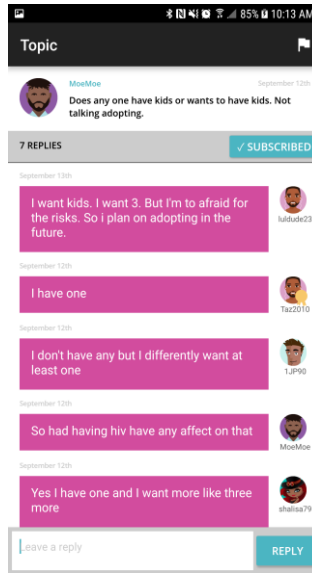 85% 10:13 AM
Topic
MoeMoe
September 12th
Does any one have kids or wants to have kids. Not
talking adopting.
7 REPLIES
✓ SUBSCRIBED
September 13th
I want kids. I want 3. But I'm to afraid for
the risks. So i plan on adopting in the
future.
luldude23
September 12th
I have one
Taz2010
September 12th
I don't have any but I differently want at
least one
1JP90
September 12th
So had having hiv have any affect on that
MoeMoe
September 12th
Yes I have one and I want more like three
more
shalisa79
Leave a reply
REPLY